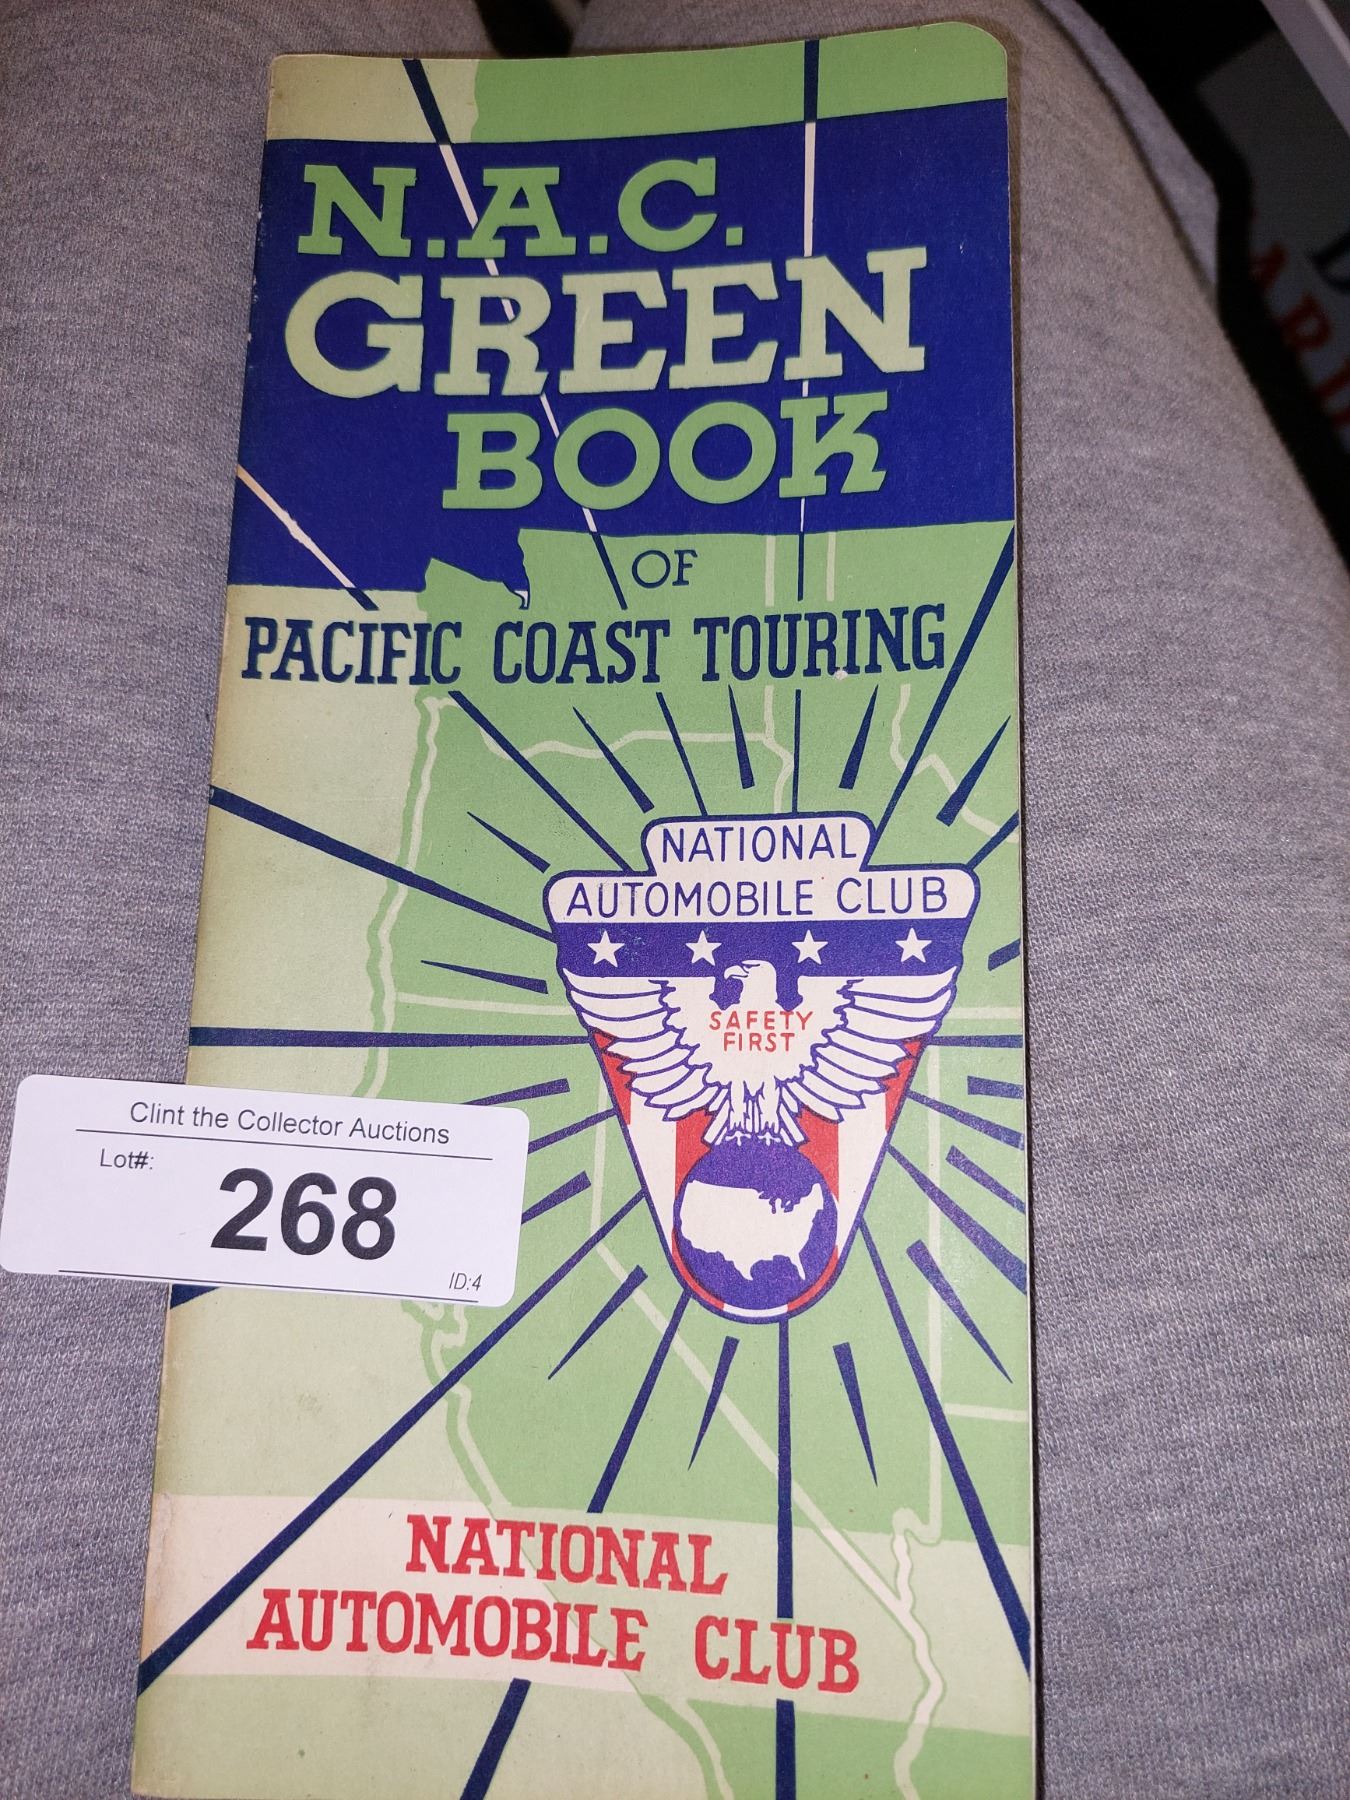 N.A.C.
GREEN
BOOK
OF
PACIFIC COAST TOURING
NATIONAL
AUTOMOBILE CLUB
SAFETY
FIRST
Clint the Collector Auctions
Lot#:
268
ID:4
NATIONAL
AUTOMOBILE CLUB